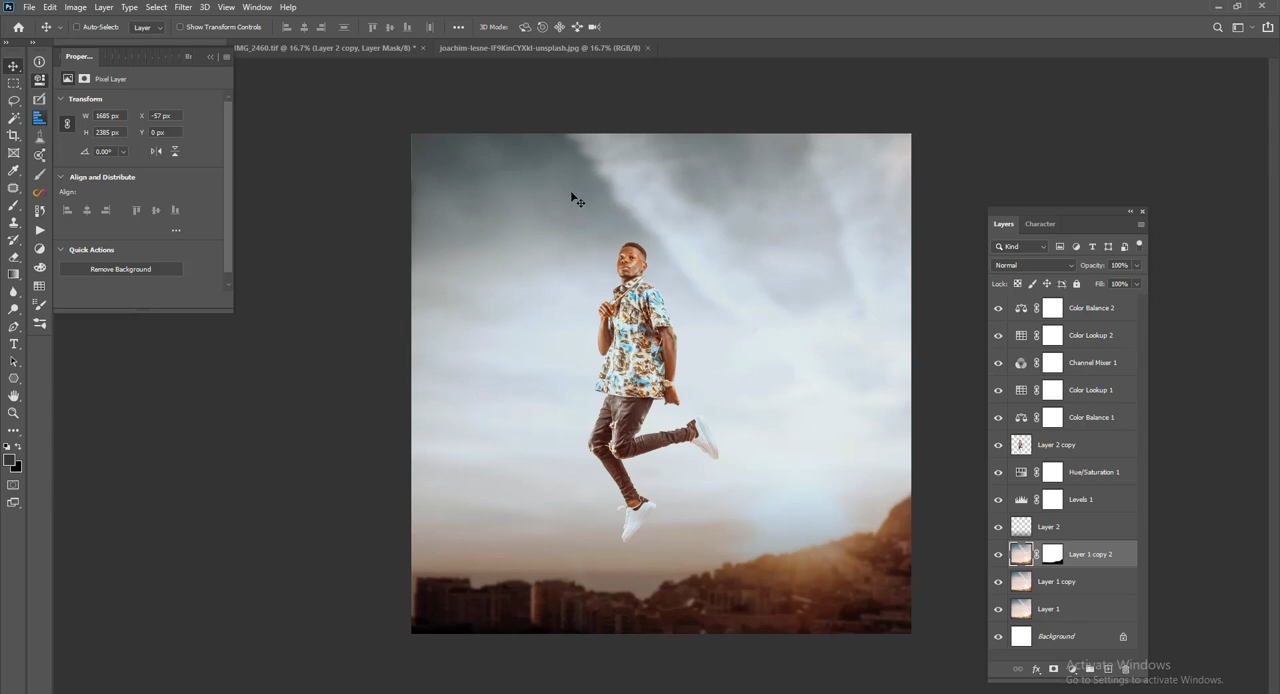 Ps File Edit Image Layer Type Select Filter 3D View Window Help
Auto-Select: Layer Show Transform Controls ••• 3D Mode:
Proper... Br
IMG_2460.tif @ 16.7% (Layer 2 copy, Layer Mask/8) * × joachim-lesne-IF9KinCYXkI-unsplash.jpg @ 16.7% (RGB/8) ×
Pixel Layer
Transform
W 1685 px X -57 px
H 2385 px Y 0 px
0.00°
Align and Distribute
Align:
•••
Quick Actions
Remove Background
Layers Character
Kind
Normal Opacity: 100%
Lock: Fill: 100%
Color Balance 2
Color Lookup 2
Channel Mixer 1
Color Lookup 1
Color Balance 1
Layer 2 copy
Hue/Saturation 1
Levels 1
Layer 2
Layer 1 copy 2
Layer 1 copy
Layer 1
Background
fx
Activate Windows
Go to Settings to activate Windows.